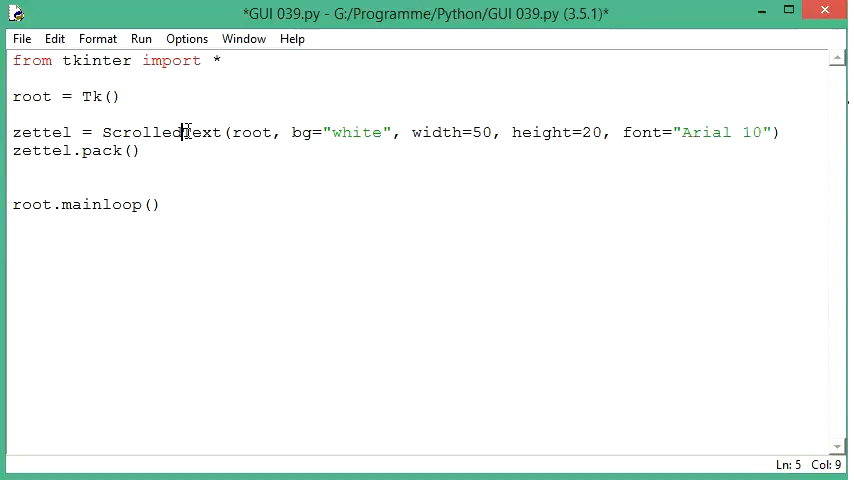 *GUI 039.py - G:/Programme/Python/GUI 039.py (3.5.1)*
File Edit Format Run Options Window Help
from tkinter import *
root = Tk()
zettel = ScrolledText(root, bg="white", width=50, height=20, font="Arial 10")
zettel.pack()
root.mainloop()
Ln: 5 Col: 9